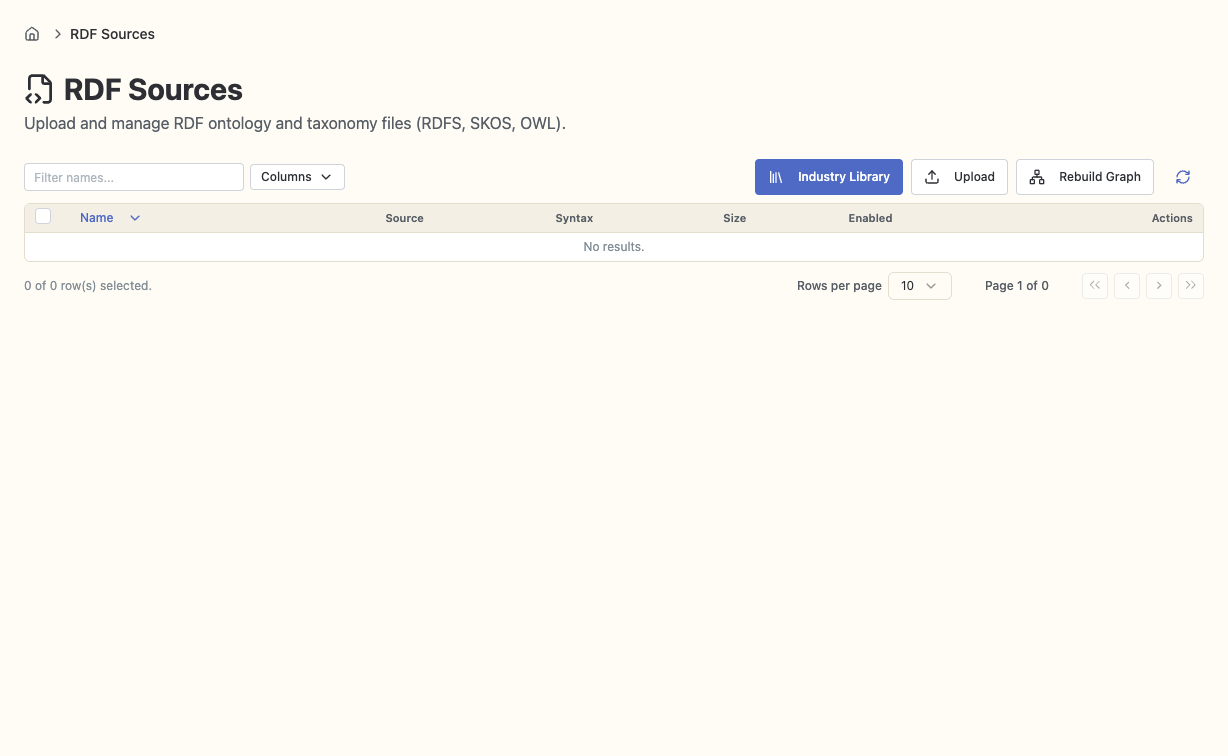 RDF Sources
RDF Sources
Upload and manage RDF ontology and taxonomy files (RDFS, SKOS, OWL).
Filter names...
Columns
Industry Library
Upload
Rebuild Graph
Name
Source
Syntax
Size
Enabled
Actions
No results.
0 of 0 row(s) selected.
Rows per page
10
Page 1 of 0